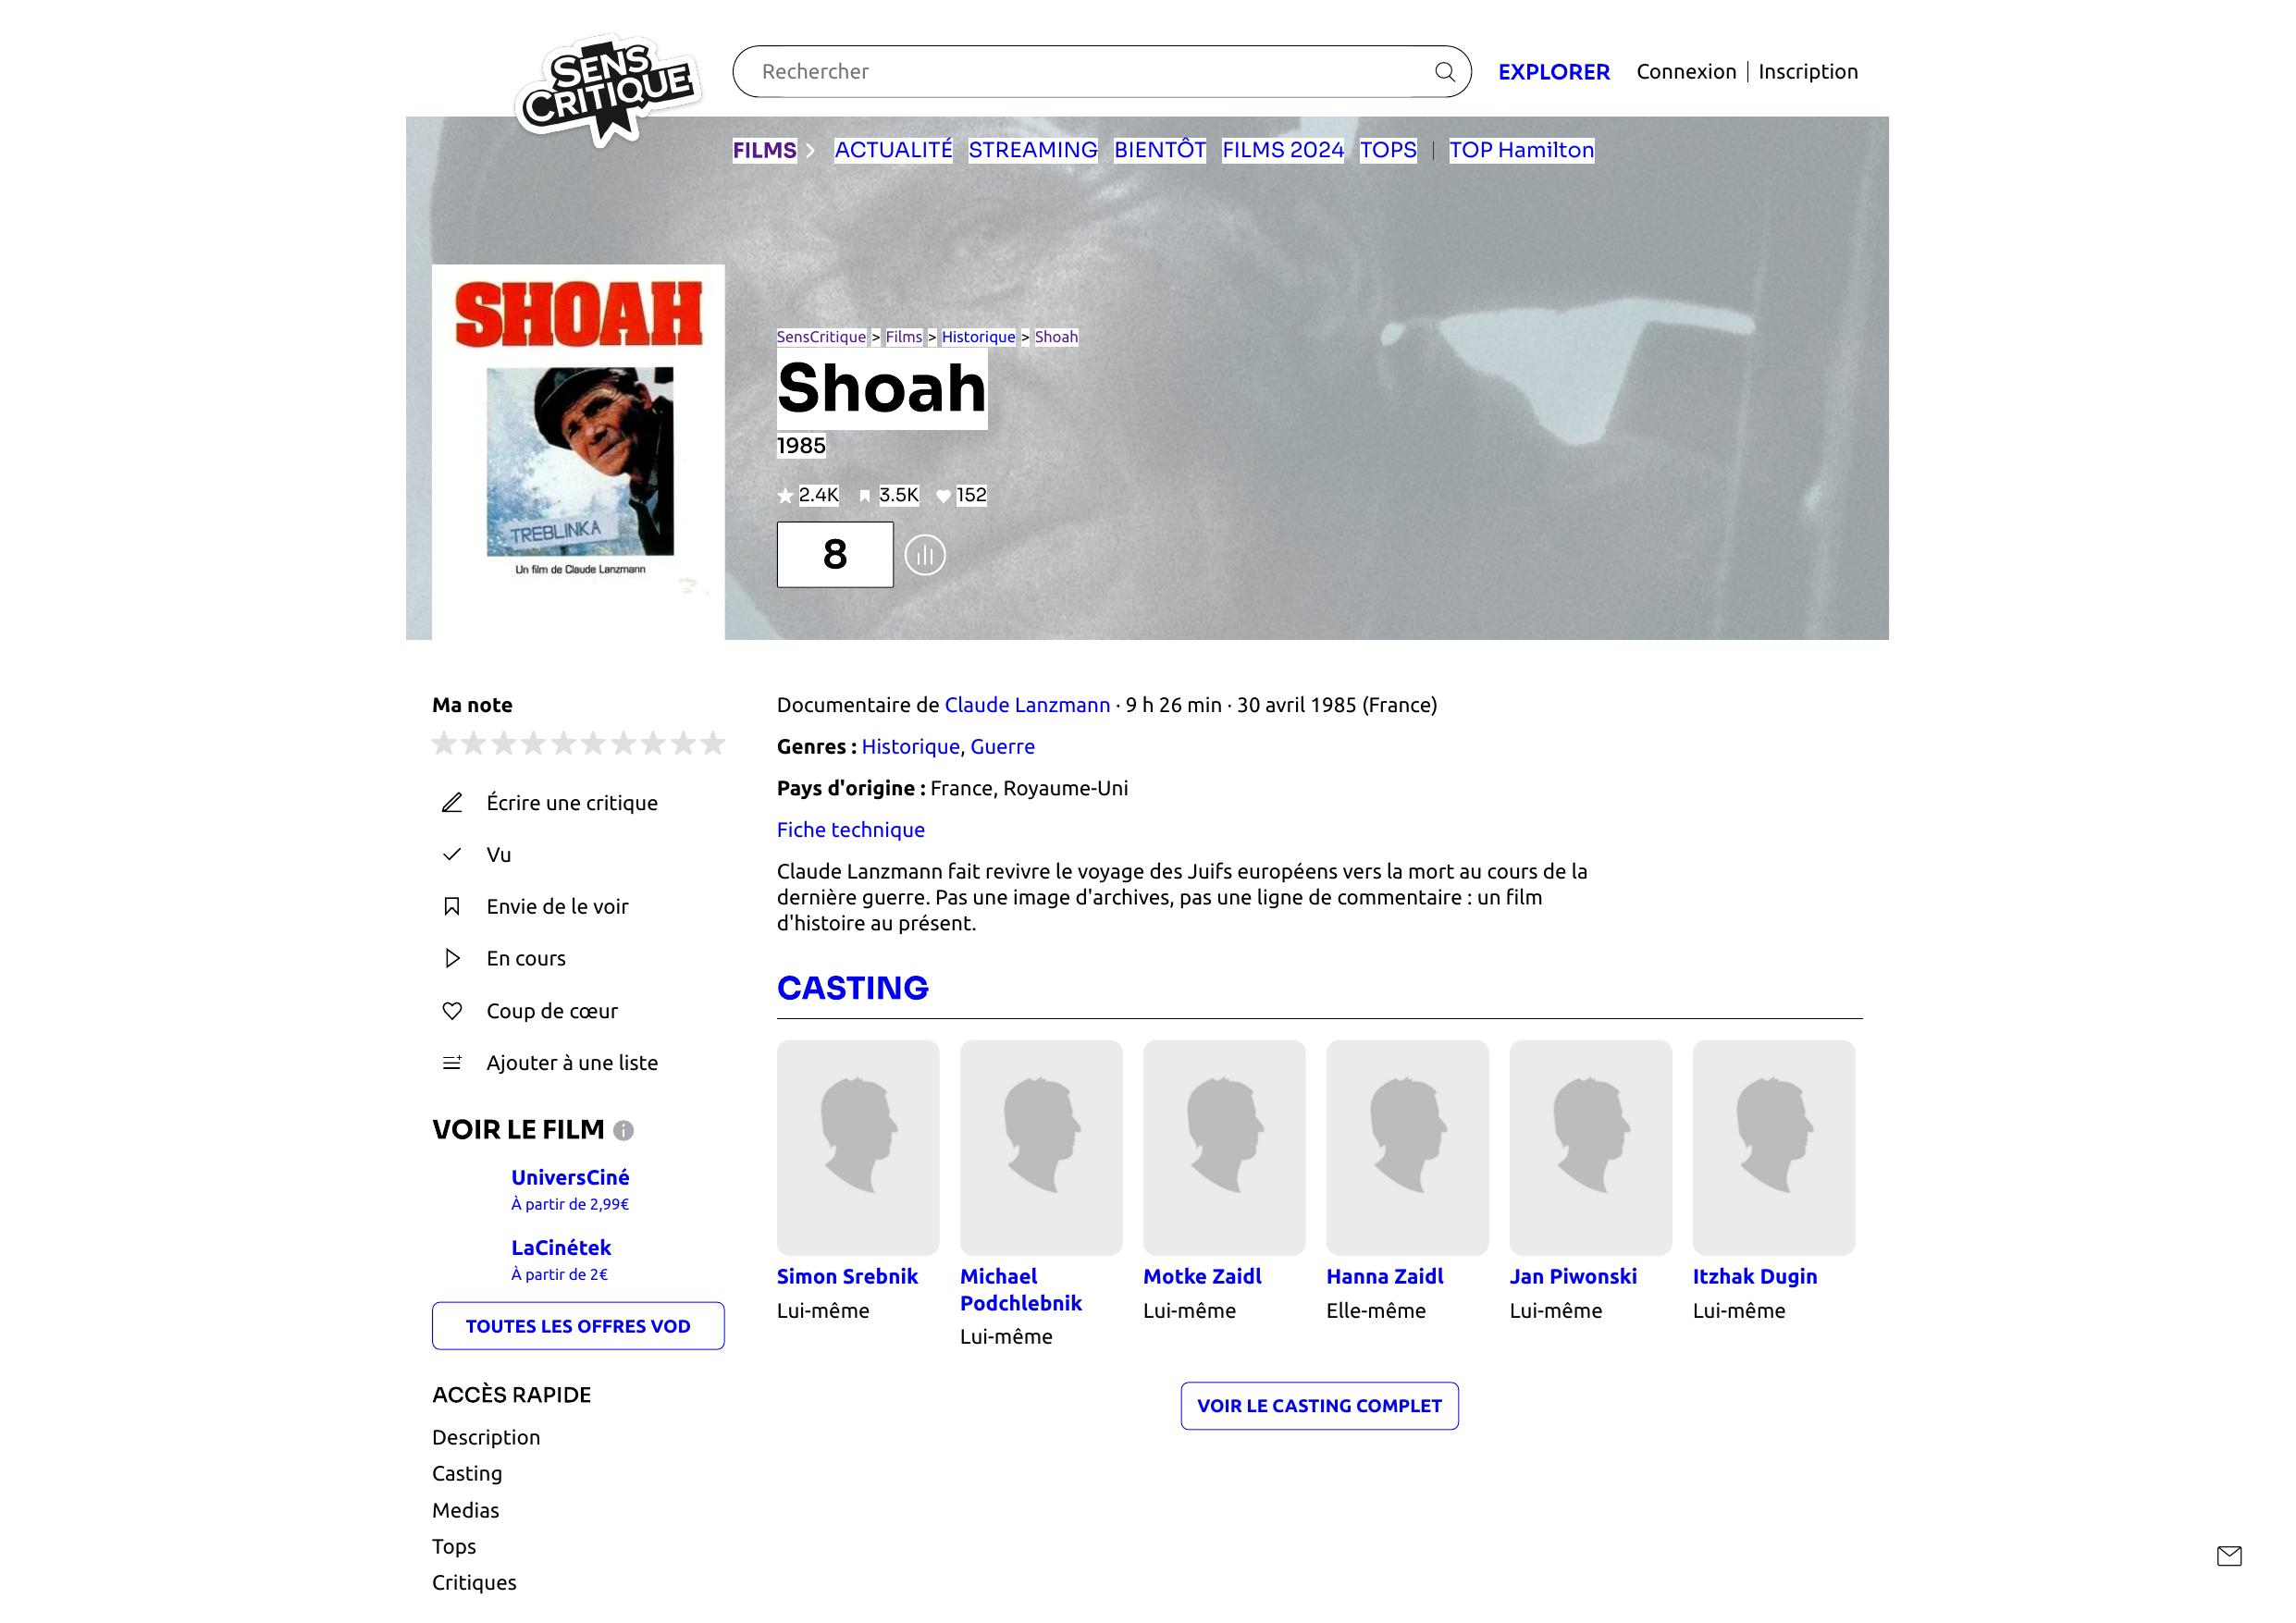 SENS
CRITIQUE
Rechercher
EXPLORER
Connexion
Inscription
FILMS
ACTUALITÉ
STREAMING
BIENTÔT
FILMS 2024
TOPS
TOP Hamilton
SHOAH
TREBLINKA
Un film de Claude Lanzmann
SensCritique > Films > Historique > Shoah
Shoah
1985
2.4K 3.5K 152
8
Ma note
Écrire une critique
Vu
Envie de le voir
En cours
Coup de cœur
Ajouter à une liste
VOIR LE FILM
UniversCiné
À partir de 2,99€
LaCinétek
À partir de 2€
TOUTES LES OFFRES VOD
ACCÈS RAPIDE
Description
Casting
Medias
Tops
Critiques
Documentaire de Claude Lanzmann · 9 h 26 min · 30 avril 1985 (France)
Genres : Historique, Guerre
Pays d'origine : France, Royaume-Uni
Fiche technique
Claude Lanzmann fait revivre le voyage des Juifs européens vers la mort au cours de la
dernière guerre. Pas une image d'archives, pas une ligne de commentaire : un film
d'histoire au présent.
CASTING
Simon Srebnik
Lui-même
Michael
Podchlebnik
Lui-même
Motke Zaidl
Lui-même
Hanna Zaidl
Elle-même
Jan Piwonski
Lui-même
Itzhak Dugin
Lui-même
VOIR LE CASTING COMPLET